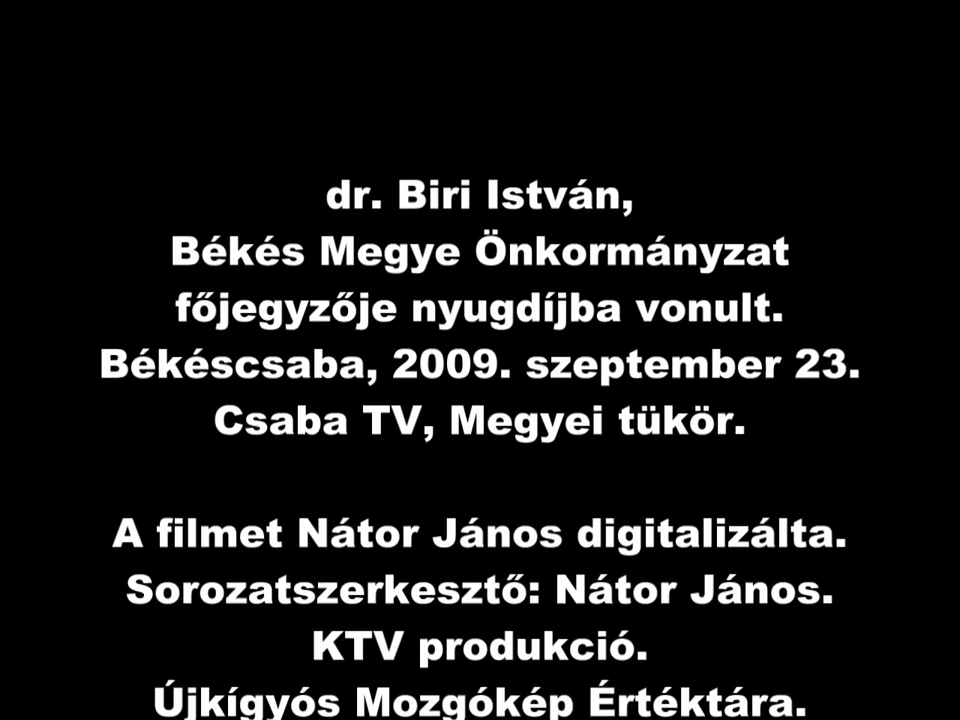 dr. Biri István,
Békés Megye Önkormányzat
főjegyzője nyugdíjba vonult.
Békéscsaba, 2009. szeptember 23.
Csaba TV, Megyei tükör.
A filmet Nátor János digitalizálta.
Sorozatszerkesztő: Nátor János.
KTV produkció.
Újkígyós Mozgókép Értéktára.